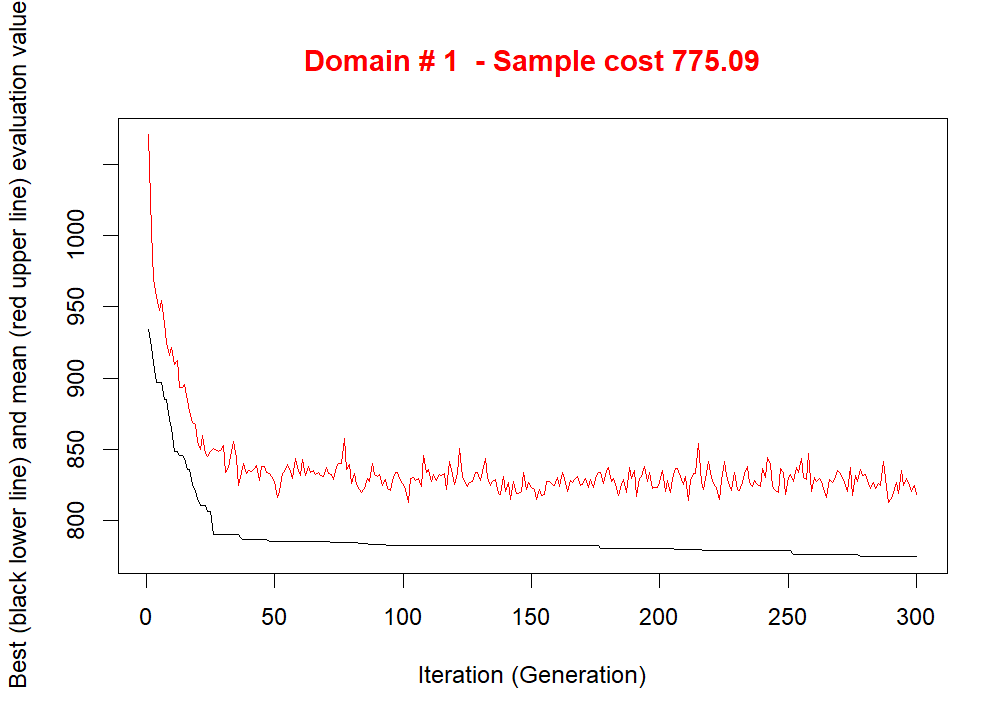 Domain # 1  - Sample cost 775.09
Best (black lower line) and mean (red upper line) evaluation value
1000
950
900
850
800
0 50 100 150 200 250 300
Iteration (Generation)